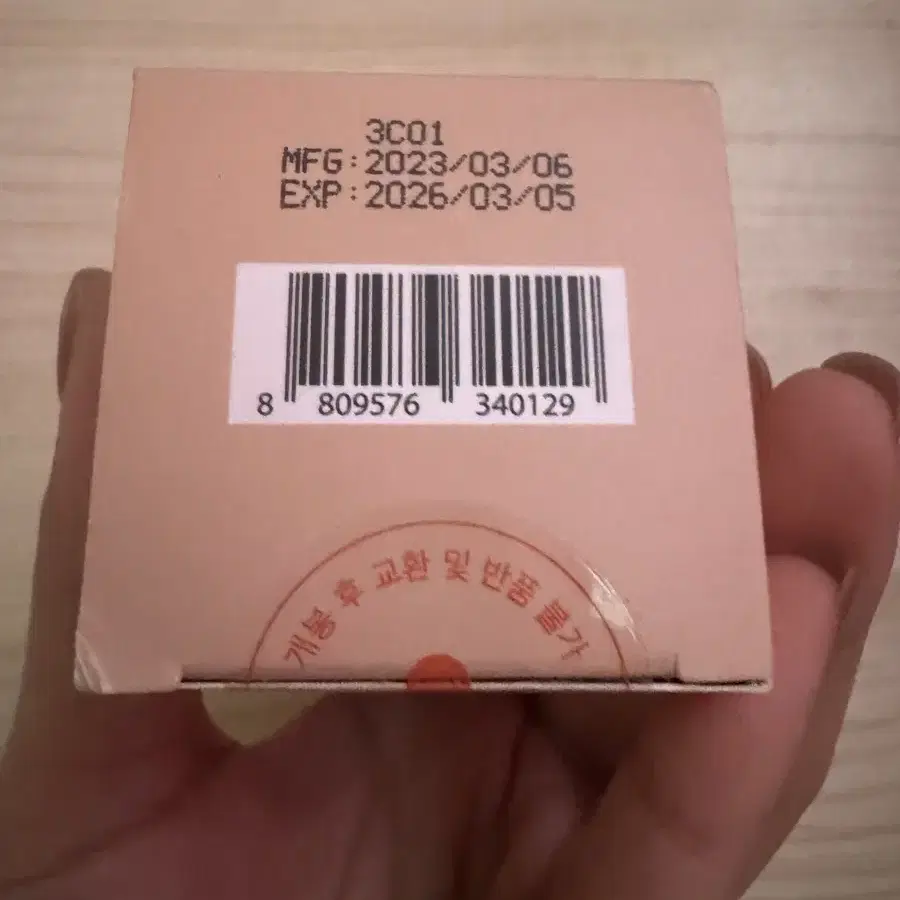 3C01
MFG:2023/03/06
EXP:2026/03/05
8 809576 340129
개봉 후 교환 및 반품 불가